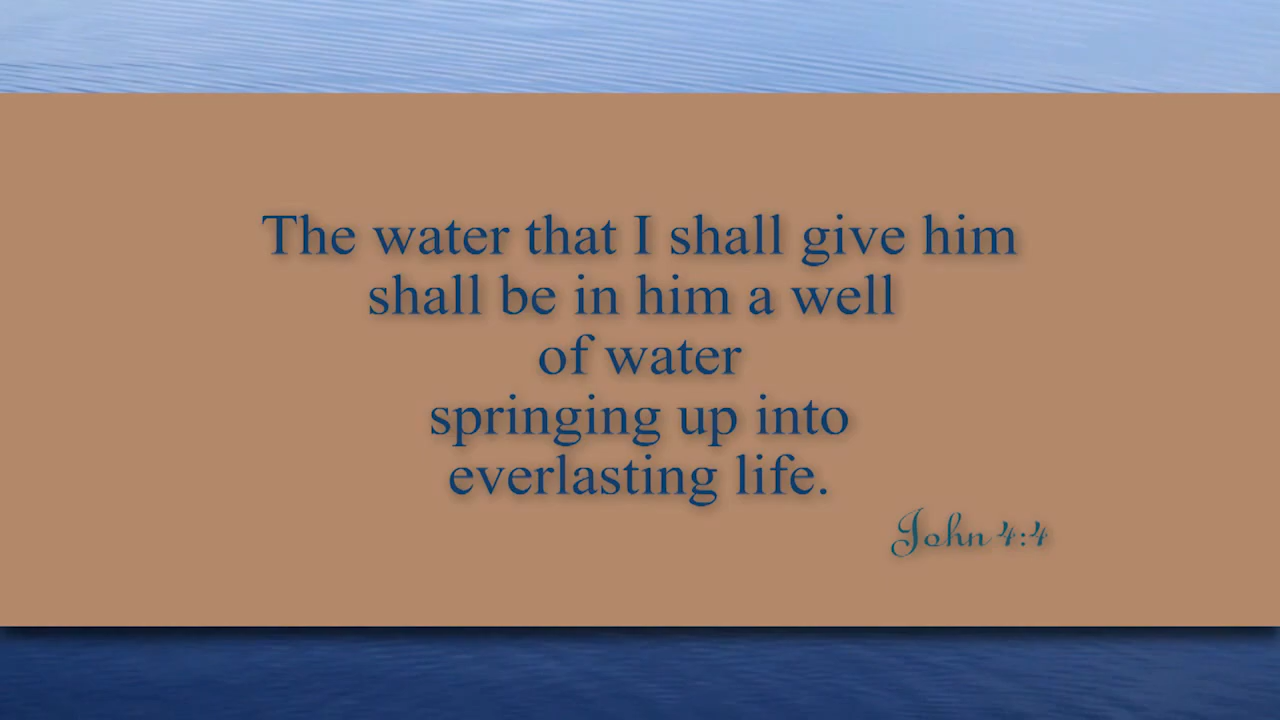 The water that I shall give him
shall be in him a well
of water
springing up into
everlasting life.
John 4:4